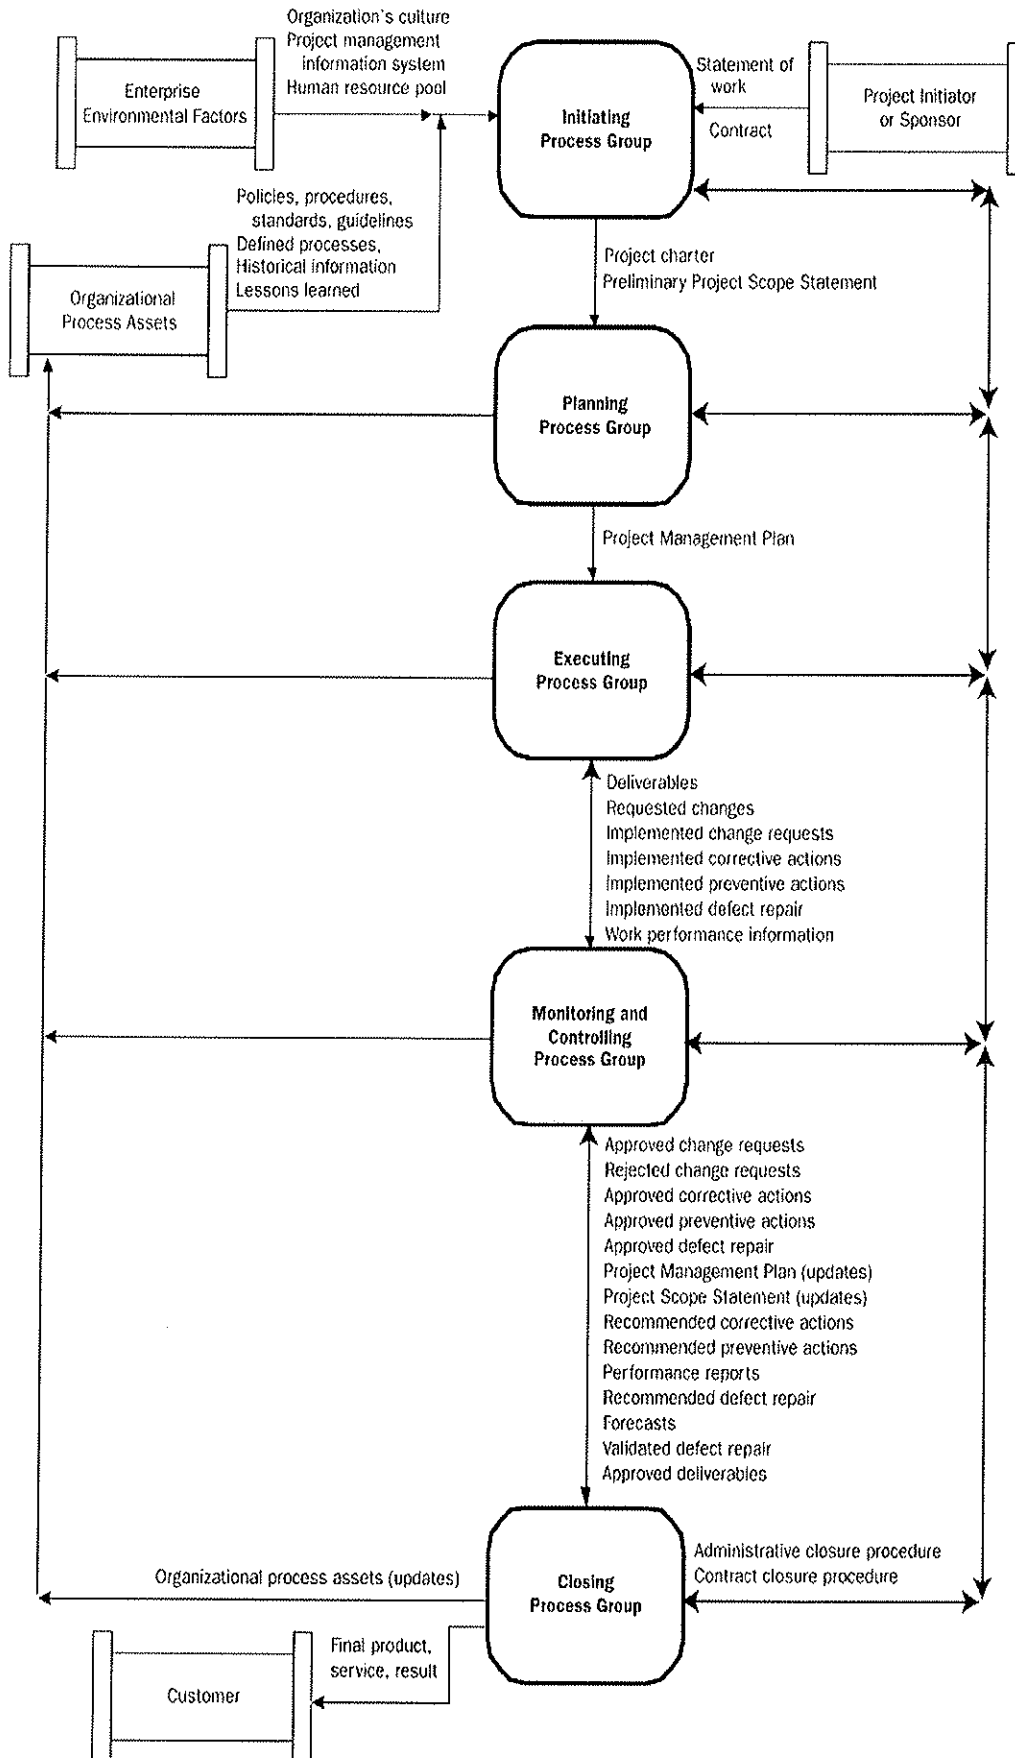 Organization's culture
Project management
information system
Human resource pool
Enterprise
Environmental Factors
Initiating
Process Group
Statement of
work
Contract
Project Initiator
or Sponsor
Policies, procedures,
standards, guidelines
Defined processes,
Historical information
Lessons learned
Organizational
Process Assets
Project charter
Preliminary Project Scope Statement
Planning
Process Group
Project Management Plan
Executing
Process Group
Deliverables
Requested changes
Implemented change requests
Implemented corrective actions
Implemented preventive actions
Implemented defect repair
Work performance information
Monitoring and
Controlling
Process Group
Approved change requests
Rejected change requests
Approved corrective actions
Approved preventive actions
Approved defect repair
Project Management Plan (updates)
Project Scope Statement (updates)
Recommended corrective actions
Recommended preventive actions
Performance reports
Recommended defect repair
Forecasts
Validated defect repair
Approved deliverables
Organizational process assets (updates)
Closing
Process Group
Administrative closure procedure
Contract closure procedure
Final product,
service, result
Customer